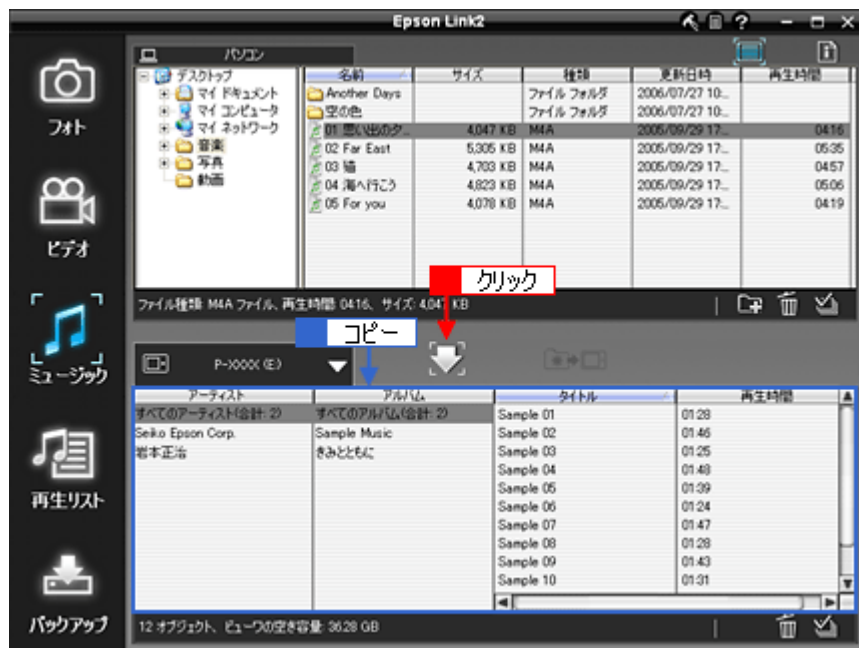 Epson Link2
パソコン
フォト
ビデオ
ミュージック
再生リスト
バックアップ
デスクトップ
マイ ドキュメント
マイ コンピュータ
マイ ネットワーク
音楽
写真
動画
名前 サイズ 種類 更新日時 再生時間
Another Days ファイル フォルダ 2006/07/27 10:...
空の色 ファイル フォルダ 2006/07/27 10:...
01 思い出の夕... 4,047 KB M4A 2005/09/29 17:... 04:16
02 Far East 5,305 KB M4A 2005/09/29 17:... 05:35
03 猫 4,703 KB M4A 2005/09/29 17:... 04:57
04 海へ行こう 4,823 KB M4A 2005/09/29 17:... 05:06
05 For you 4,078 KB M4A 2005/09/29 17:... 04:19
クリック
ファイル種類: M4A ファイル、再生時間: 04:16、サイズ: 4,047 KB
コピー
P-XXXX (E:)
アーティスト アルバム タイトル 再生時間
すべてのアーティスト(合計: 2) すべてのアルバム(合計: 2) Sample 01 01:28
Seiko Epson Corp. Sample Music Sample 02 01:46
岩本正治 きみとともに Sample 03 01:25
Sample 04 01:48
Sample 05 01:39
Sample 06 01:24
Sample 07 01:47
Sample 08 01:28
Sample 09 01:43
Sample 10 01:31
12 オブジェクト、ビューワの空き容量: 36.28 GB